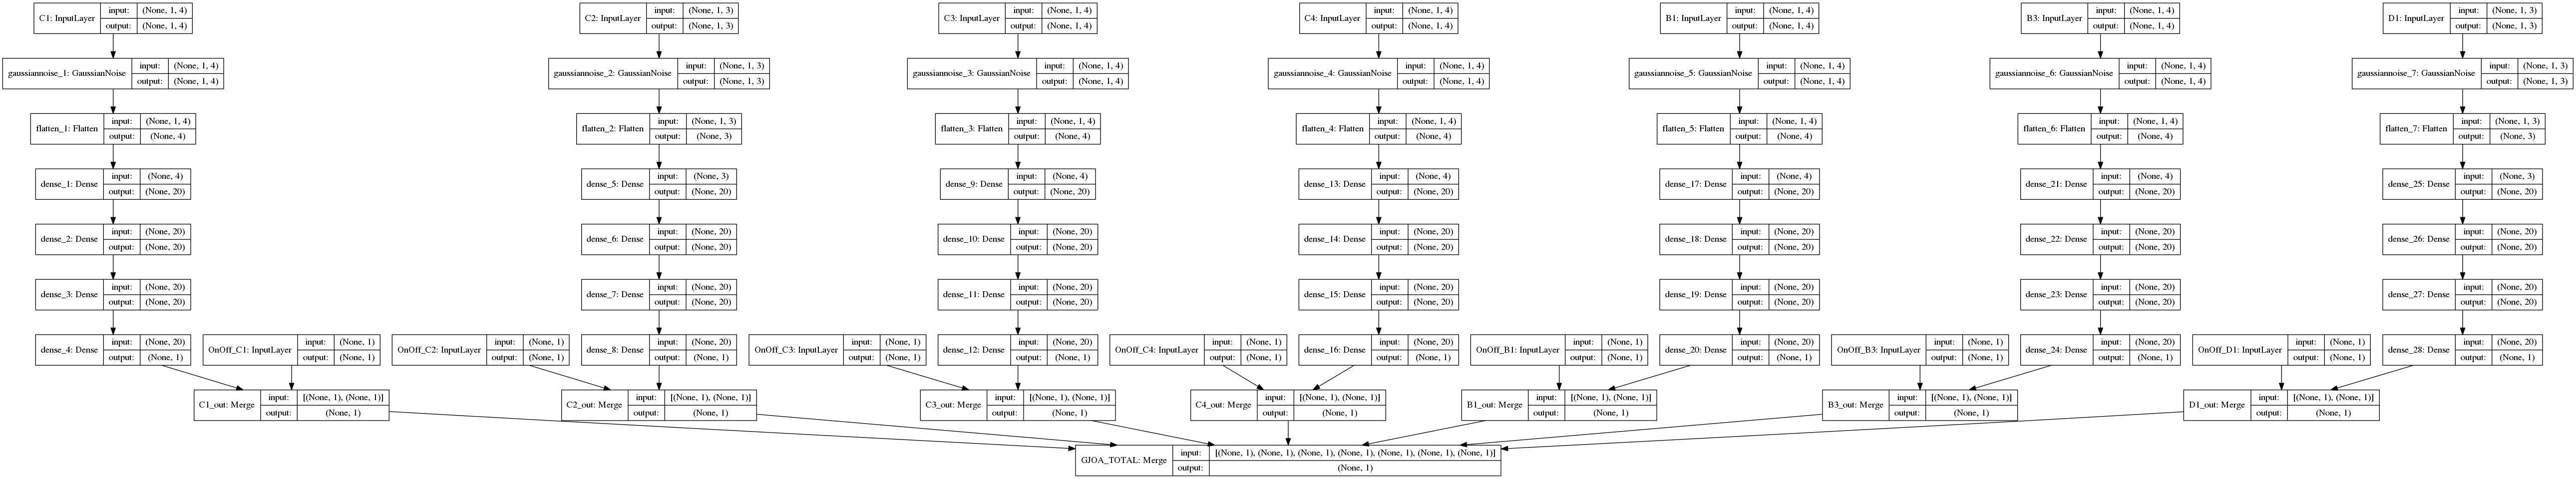 C1: InputLayer input: (None, 1, 4) output: (None, 1, 4)
C2: InputLayer input: (None, 1, 3) output: (None, 1, 3)
C3: InputLayer input: (None, 1, 4) output: (None, 1, 4)
C4: InputLayer input: (None, 1, 4) output: (None, 1, 4)
B1: InputLayer input: (None, 1, 4) output: (None, 1, 4)
B3: InputLayer input: (None, 1, 4) output: (None, 1, 4)
D1: InputLayer input: (None, 1, 3) output: (None, 1, 3)
gaussiannoise_1: GaussianNoise input: (None, 1, 4) output: (None, 1, 4)
gaussiannoise_2: GaussianNoise input: (None, 1, 3) output: (None, 1, 3)
gaussiannoise_3: GaussianNoise input: (None, 1, 4) output: (None, 1, 4)
gaussiannoise_4: GaussianNoise input: (None, 1, 4) output: (None, 1, 4)
gaussiannoise_5: GaussianNoise input: (None, 1, 4) output: (None, 1, 4)
gaussiannoise_6: GaussianNoise input: (None, 1, 4) output: (None, 1, 4)
gaussiannoise_7: GaussianNoise input: (None, 1, 3) output: (None, 1, 3)
flatten_1: Flatten input: (None, 1, 4) output: (None, 4)
flatten_2: Flatten input: (None, 1, 3) output: (None, 3)
flatten_3: Flatten input: (None, 1, 4) output: (None, 4)
flatten_4: Flatten input: (None, 1, 4) output: (None, 4)
flatten_5: Flatten input: (None, 1, 4) output: (None, 4)
flatten_6: Flatten input: (None, 1, 4) output: (None, 4)
flatten_7: Flatten input: (None, 1, 3) output: (None, 3)
dense_1: Dense input: (None, 4) output: (None, 20)
dense_5: Dense input: (None, 3) output: (None, 20)
dense_9: Dense input: (None, 4) output: (None, 20)
dense_13: Dense input: (None, 4) output: (None, 20)
dense_17: Dense input: (None, 4) output: (None, 20)
dense_21: Dense input: (None, 4) output: (None, 20)
dense_25: Dense input: (None, 3) output: (None, 20)
dense_2: Dense input: (None, 20) output: (None, 20)
dense_6: Dense input: (None, 20) output: (None, 20)
dense_10: Dense input: (None, 20) output: (None, 20)
dense_14: Dense input: (None, 20) output: (None, 20)
dense_18: Dense input: (None, 20) output: (None, 20)
dense_22: Dense input: (None, 20) output: (None, 20)
dense_26: Dense input: (None, 20) output: (None, 20)
dense_3: Dense input: (None, 20) output: (None, 20)
dense_7: Dense input: (None, 20) output: (None, 20)
dense_11: Dense input: (None, 20) output: (None, 20)
dense_15: Dense input: (None, 20) output: (None, 20)
dense_19: Dense input: (None, 20) output: (None, 20)
dense_23: Dense input: (None, 20) output: (None, 20)
dense_27: Dense input: (None, 20) output: (None, 20)
dense_4: Dense input: (None, 20) output: (None, 1)
OnOff_C1: InputLayer input: (None, 1) output: (None, 1)
OnOff_C2: InputLayer input: (None, 1) output: (None, 1)
dense_8: Dense input: (None, 20) output: (None, 1)
OnOff_C3: InputLayer input: (None, 1) output: (None, 1)
dense_12: Dense input: (None, 20) output: (None, 1)
OnOff_C4: InputLayer input: (None, 1) output: (None, 1)
dense_16: Dense input: (None, 20) output: (None, 1)
OnOff_B1: InputLayer input: (None, 1) output: (None, 1)
dense_20: Dense input: (None, 20) output: (None, 1)
OnOff_B3: InputLayer input: (None, 1) output: (None, 1)
dense_24: Dense input: (None, 20) output: (None, 1)
OnOff_D1: InputLayer input: (None, 1) output: (None, 1)
dense_28: Dense input: (None, 20) output: (None, 1)
C1_out: Merge input: [(None, 1), (None, 1)] output: (None, 1)
C2_out: Merge input: [(None, 1), (None, 1)] output: (None, 1)
C3_out: Merge input: [(None, 1), (None, 1)] output: (None, 1)
C4_out: Merge input: [(None, 1), (None, 1)] output: (None, 1)
B1_out: Merge input: [(None, 1), (None, 1)] output: (None, 1)
B3_out: Merge input: [(None, 1), (None, 1)] output: (None, 1)
D1_out: Merge input: [(None, 1), (None, 1)] output: (None, 1)
GJOA_TOTAL: Merge input: [(None, 1), (None, 1), (None, 1), (None, 1), (None, 1), (None, 1), (None, 1)] output: (None, 1)